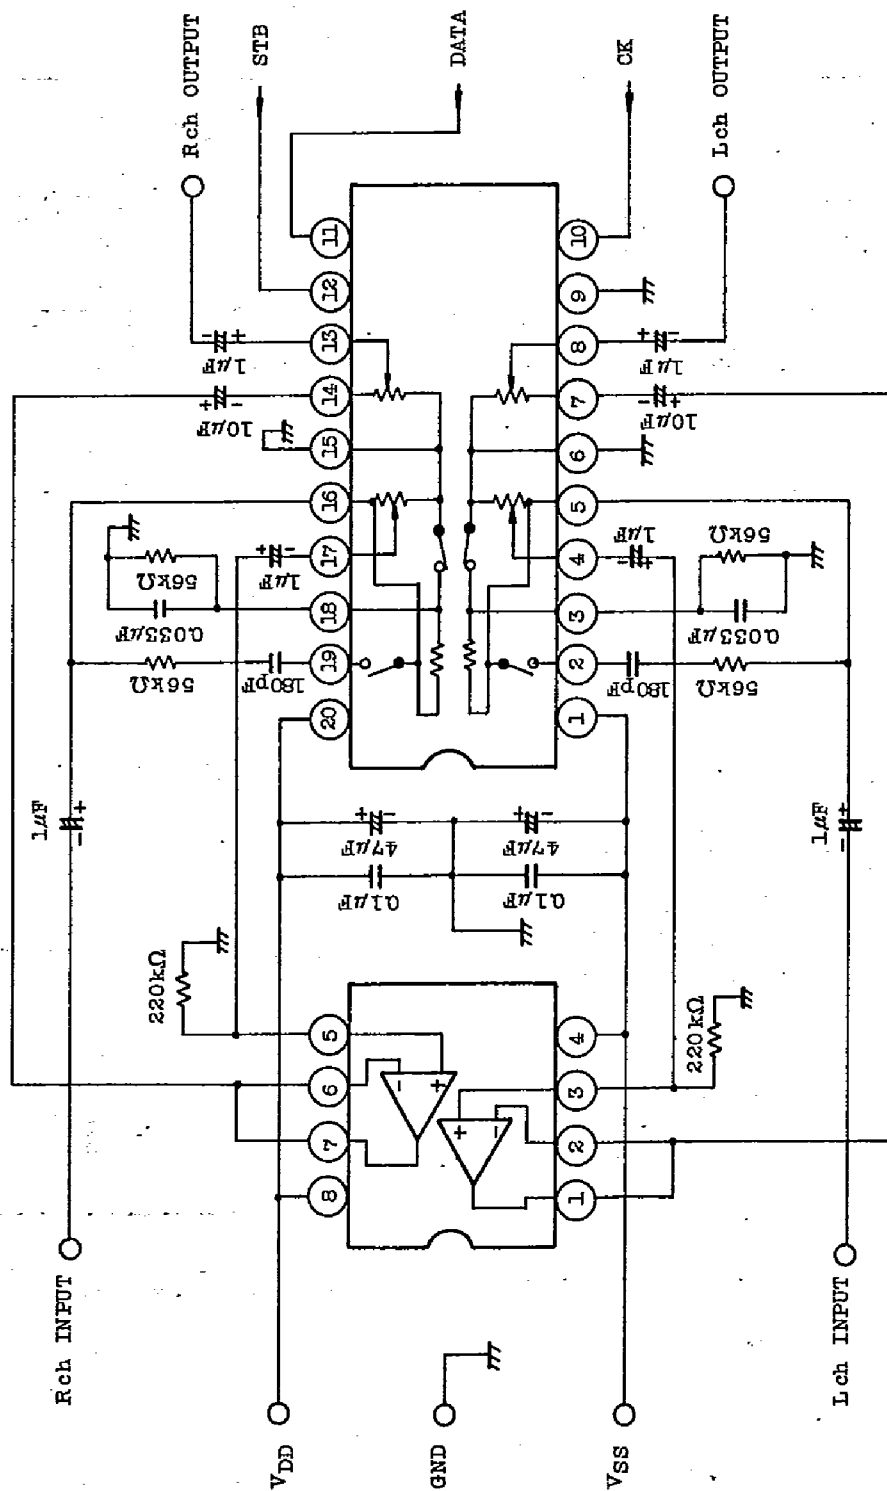 Rch OUTPUT
STB
DATA
CK
Lch OUTPUT
11
10
12
9
- +
1μF
13
8
+ -
1μF
+ -
10μF
14
7
- +
10μF
15
6
16
5
56kΩ
+ -
1μF
17
4
- +
1μF
56kΩ
0.033μF
18
3
0.033μF
56kΩ
180pF
19
2
180pF
56kΩ
20
1
1μF
- +
+ -
47μF
+ -
47μF
1μF
- +
0.1μF
0.1μF
220kΩ
5
4
220kΩ
6
- +
3
7
+ -
2
8
1
Rch INPUT
Lch INPUT
VDD
GND
VSS